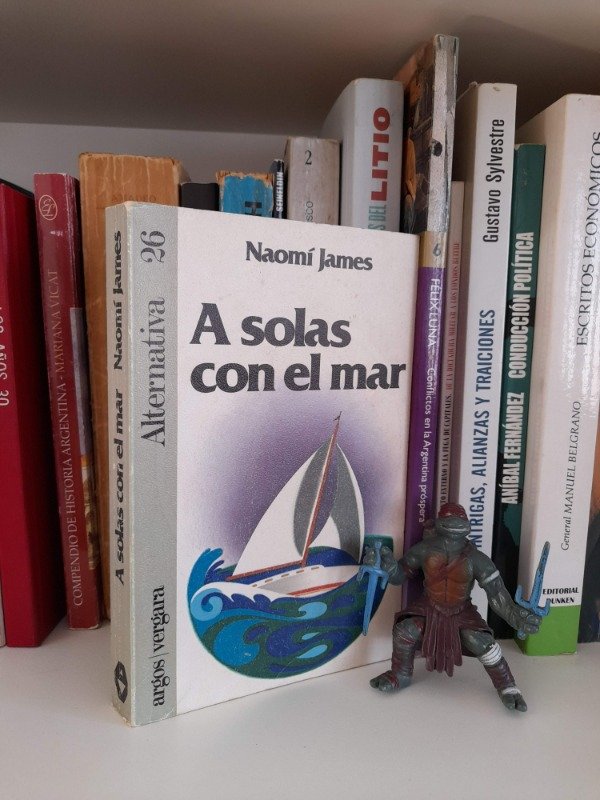 Naomí James
A solas
con el mar
Alternativa 26
argos/vergara
A solas con el mar Naomí James
COMPENDIO DE HISTORIA ARGENTINA - MARIANA VICAT
2
LITIO
6
FELIX LUNA
Conflictos en la Argentina próspera
INTRIGAS, ALIANZAS Y TRAICIONES
Gustavo Sylvestre
ANÍBAL FERNÁNDEZ CONDUCCIÓN POLÍTICA
General MANUEL BELGRANO
ESCRITOS ECONÓMICOS
EDITORIAL
DUNKEN